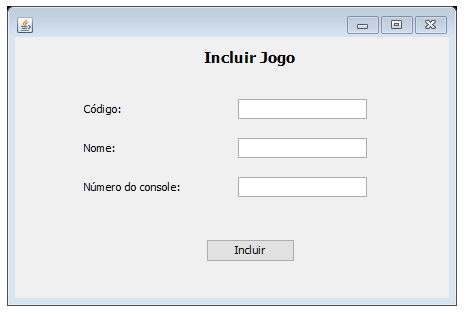 Incluir Jogo
Código:
Nome:
Número do console:
Incluir